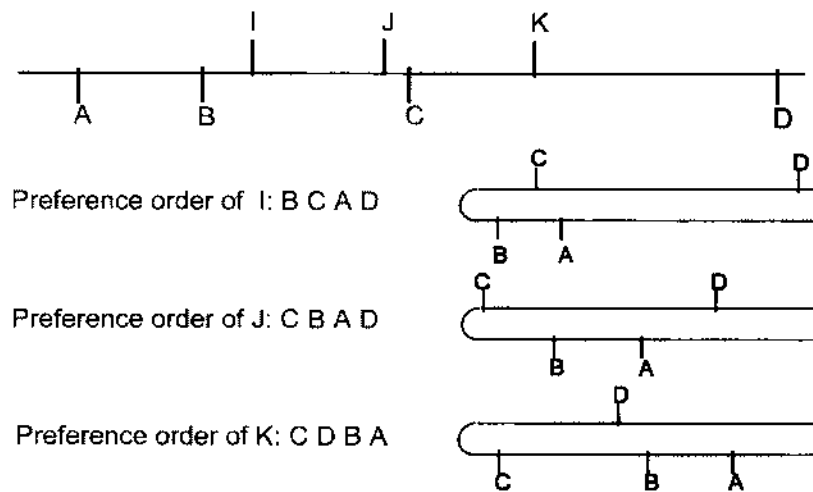 I J K
A B C D
C D
Preference order of I: B C A D
B A
C D
Preference order of J: C B A D
B A
D
Preference order of K: C D B A
C B A